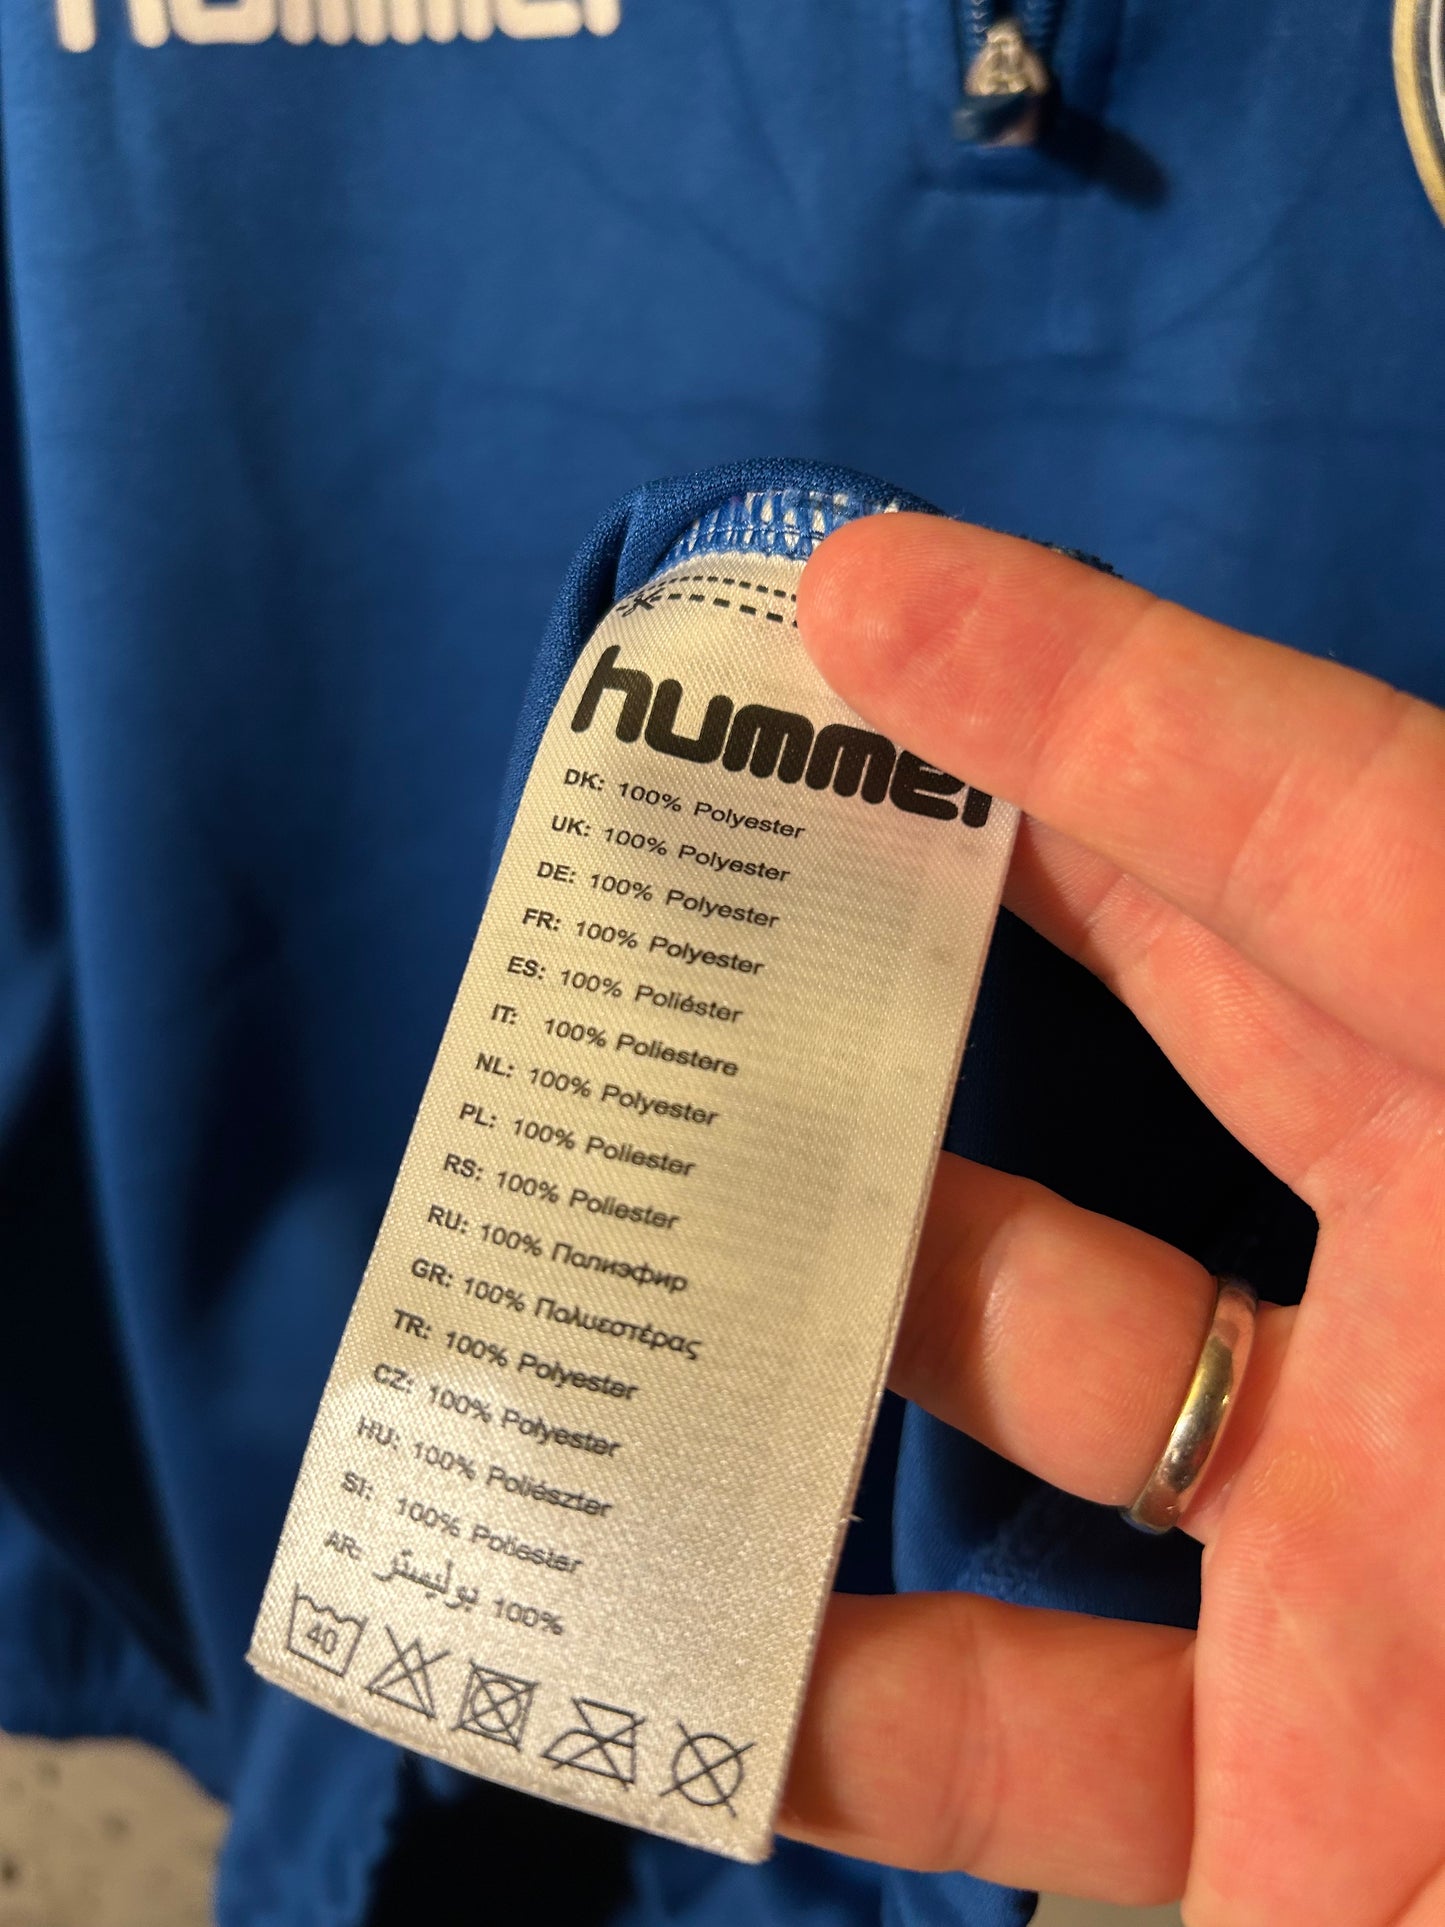 hummel
hummel
DK: 100% Polyester
UK: 100% Polyester
DE: 100% Polyester
FR: 100% Polyester
ES: 100% Poliéster
IT: 100% Poliestere
NL: 100% Polyester
PL: 100% Poliester
RS: 100% Poliester
RU: 100% Полиэфир
GR: 100% Πολυεστέρας
TR: 100% Polyester
CZ: 100% Polyester
HU: 100% Poliészter
SI: 100% Poliester
AR: بوليستر 100%
40